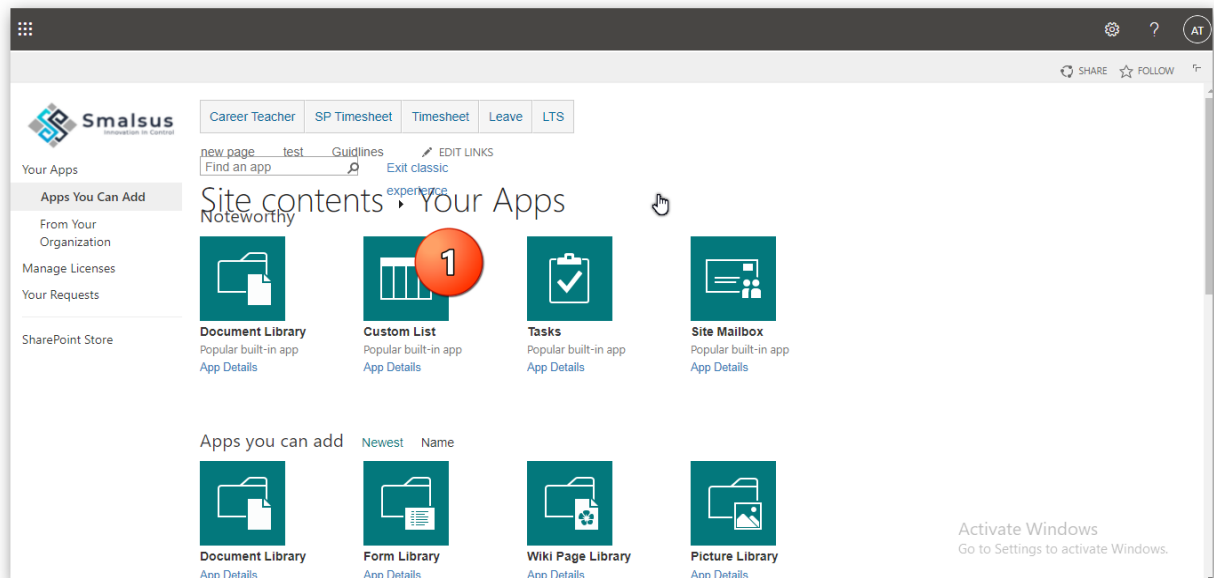 AT
SHARE FOLLOW
Smalsus
Innovation in Control
Career Teacher SP Timesheet Timesheet Leave LTS
new page test Guidlines EDIT LINKS
Find an app
Exit classic
experience
Your Apps
Apps You Can Add
From Your
Organization
Manage Licenses
Your Requests
SharePoint Store
Site contents Your Apps
Noteworthy
1
Document Library Custom List Tasks Site Mailbox
Popular built-in app Popular built-in app Popular built-in app Popular built-in app
App Details App Details App Details App Details
Apps you can add Newest Name
Document Library Form Library Wiki Page Library Picture Library
App Details App Details App Details App Details
Activate Windows
Go to Settings to activate Windows.